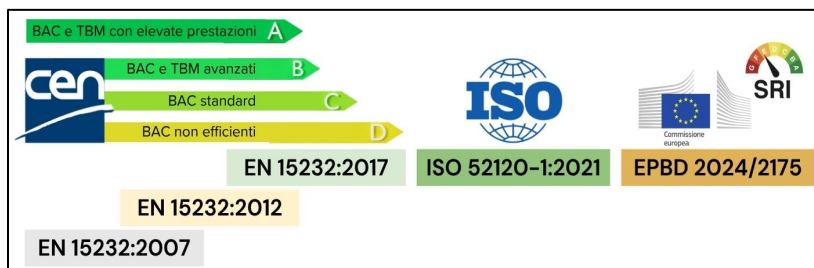 BAC e TBM con elevate prestazioni A
BAC e TBM avanzati B
BAC standard C
BAC non efficienti D
cen
ISO
G F E D C B A
SRI
Commissione
europea
EN 15232:2017
ISO 52120-1:2021
EPBD 2024/2175
EN 15232:2012
EN 15232:2007